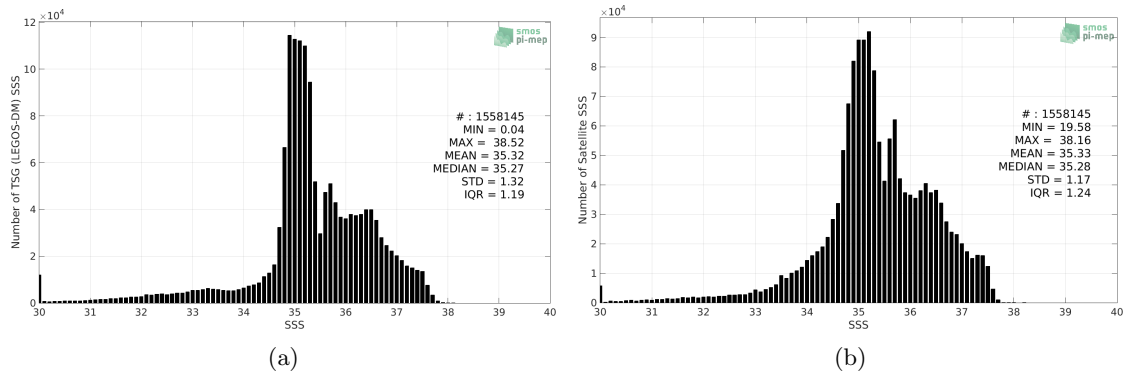 ×10⁴
12
10
8
6
4
2
0
30 31 32 33 34 35 36 37 38 39 40
SSS
Number of TSG (LEGOS-DM) SSS
smos
pi-mep
# : 1558145
MIN = 0.04
MAX = 38.52
MEAN = 35.32
MEDIAN = 35.27
STD = 1.32
IQR = 1.19
(a)
×10⁴
9
8
7
6
5
4
3
2
1
0
30 31 32 33 34 35 36 37 38 39 40
SSS
Number of Satellite SSS
smos
pi-mep
# : 1558145
MIN = 19.58
MAX = 38.16
MEAN = 35.33
MEDIAN = 35.28
STD = 1.17
IQR = 1.24
(b)